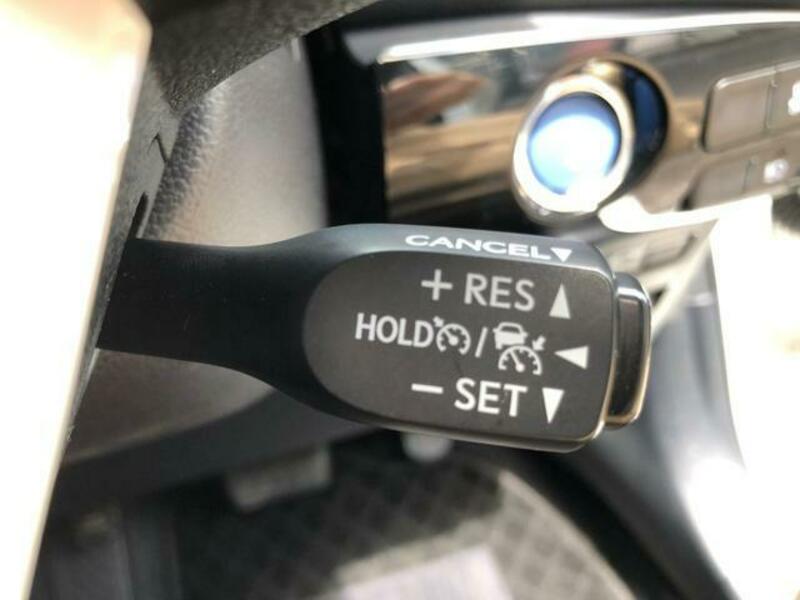 CANCEL▼
+ RES ▲
HOLD / ◀
− SET ▼